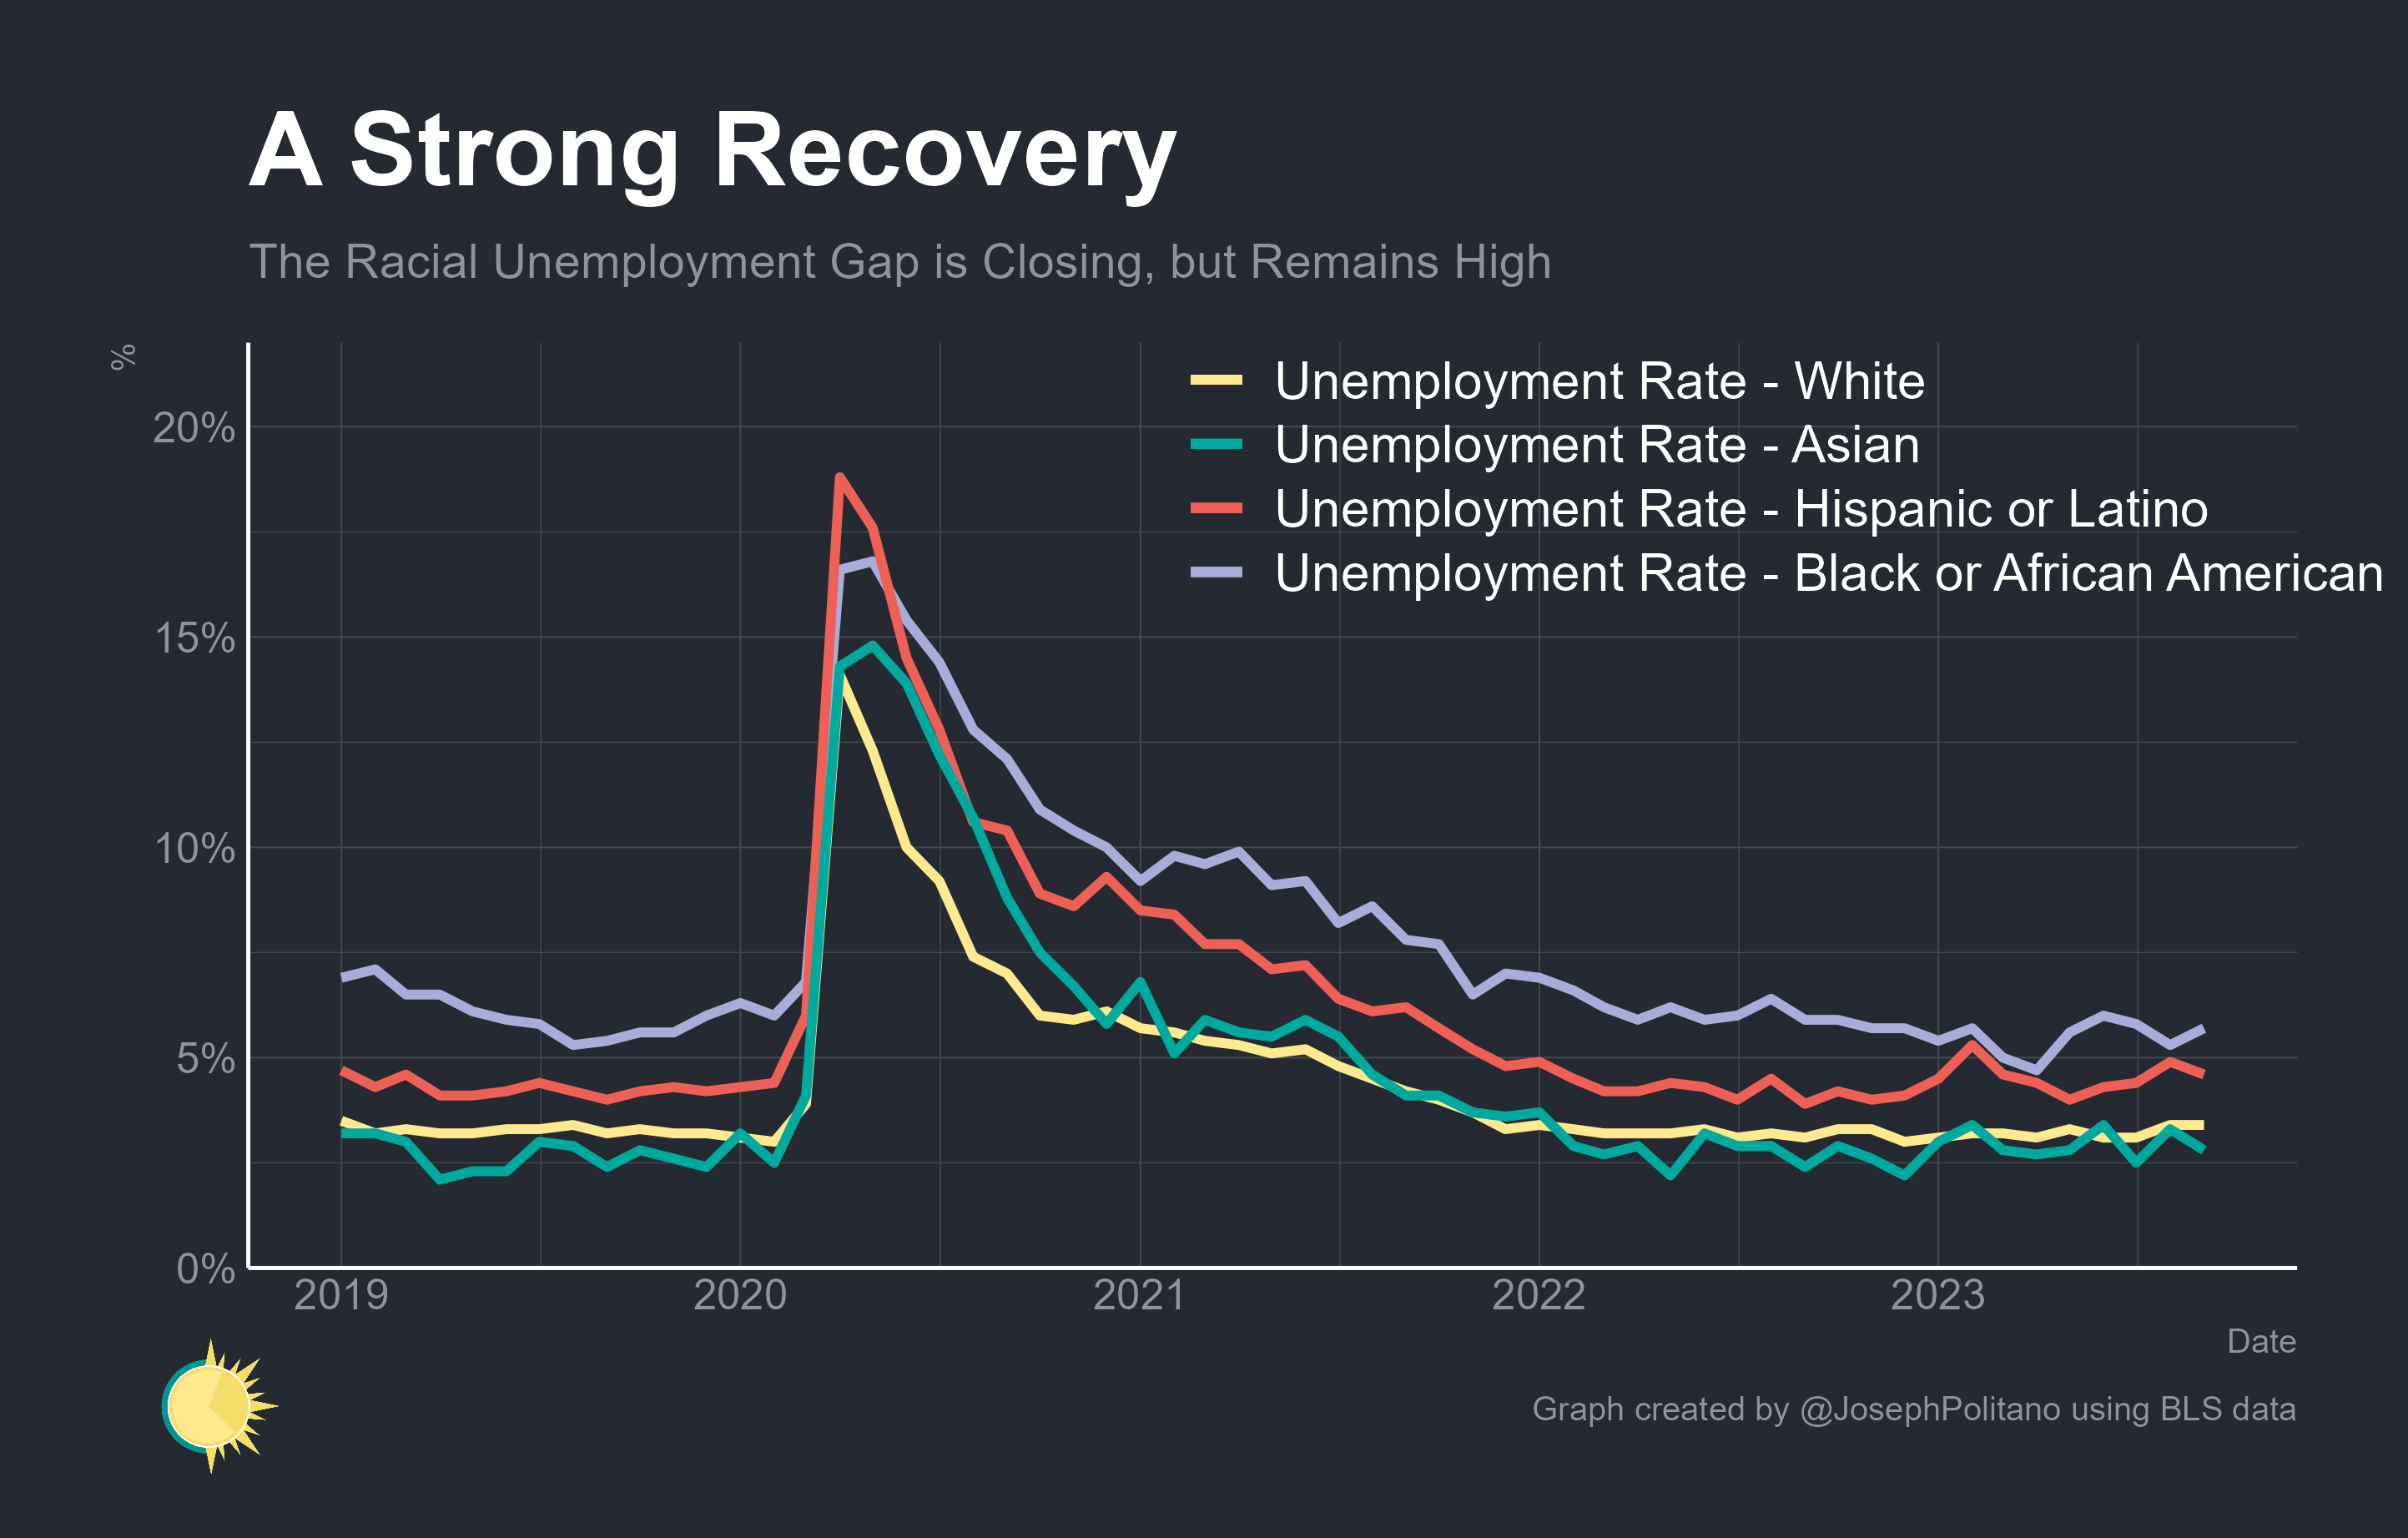 A Strong Recovery
The Racial Unemployment Gap is Closing, but Remains High
%
Unemployment Rate - White
Unemployment Rate - Asian
Unemployment Rate - Hispanic or Latino
Unemployment Rate - Black or African American
20%
15%
10%
5%
0%
2019 2020 2021 2022 2023
Date
Graph created by @JosephPolitano using BLS data